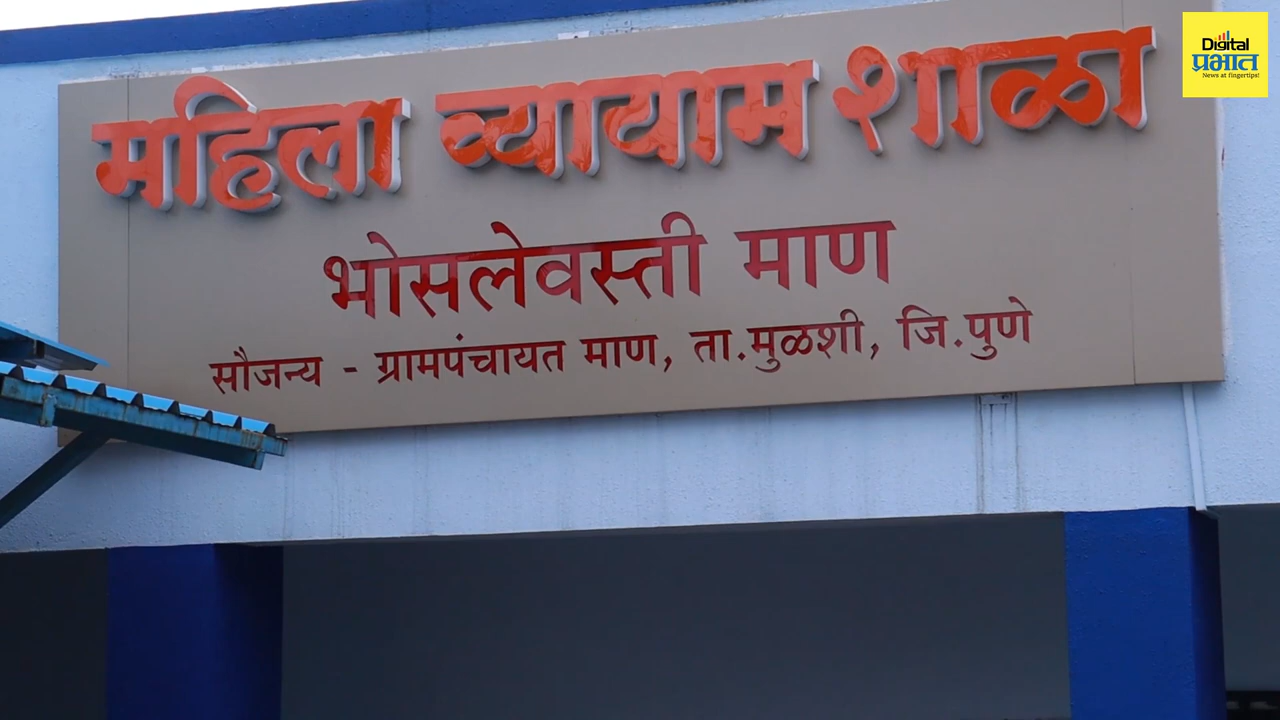 महिला व्यायाम शाळा
भोसलेवस्ती माण
सौजन्य - ग्रामपंचायत माण, ता.मुळशी, जि.पुणे
Digital
प्रभात
News at fingertips!